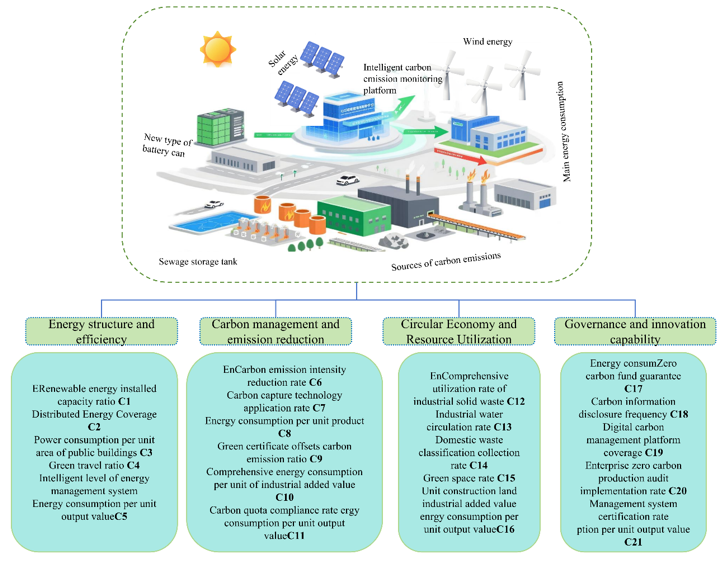 Wind energy
Solar
energy
Intelligent carbon
emission monitoring
platform
Main energy consumption
New type of
battery can
Sewage storage tank
Sources of carbon emissions
Energy structure and
efficiency
Carbon management and
emission reduction
Circular Economy and
Resource Utilization
Governance and innovation
capability
ERenewable energy installed
capacity ratio C1
Distributed Energy Coverage
C2
Power consumption per unit
area of public buildings C3
Green travel ratio C4
Intelligent level of energy
management system
Energy consumption per unit
output valueC5
EnCarbon emission intensity
reduction rate C6
Carbon capture technology
application rate C7
Energy consumption per unit product
C8
Green certificate offsets carbon
emission ratio C9
Comprehensive energy consumption
per unit of industrial added value
C10
Carbon quota compliance rate ergy
consumption per unit output
valueC11
EnComprehensive
utilization rate of
industrial solid waste C12
Industrial water
circulation rate C13
Domestic waste
classification collection
rate C14
Green space rate C15
Unit construction land
industrial added value
energy consumption per
unit output valueC16
Energy consumZero
carbon fund guarantee
C17
Carbon information
disclosure frequency C18
Digital carbon
management platform
coverage C19
Enterprise zero carbon
production audit
implementation rate C20
Management system
certification rate
ption per unit output value
C21